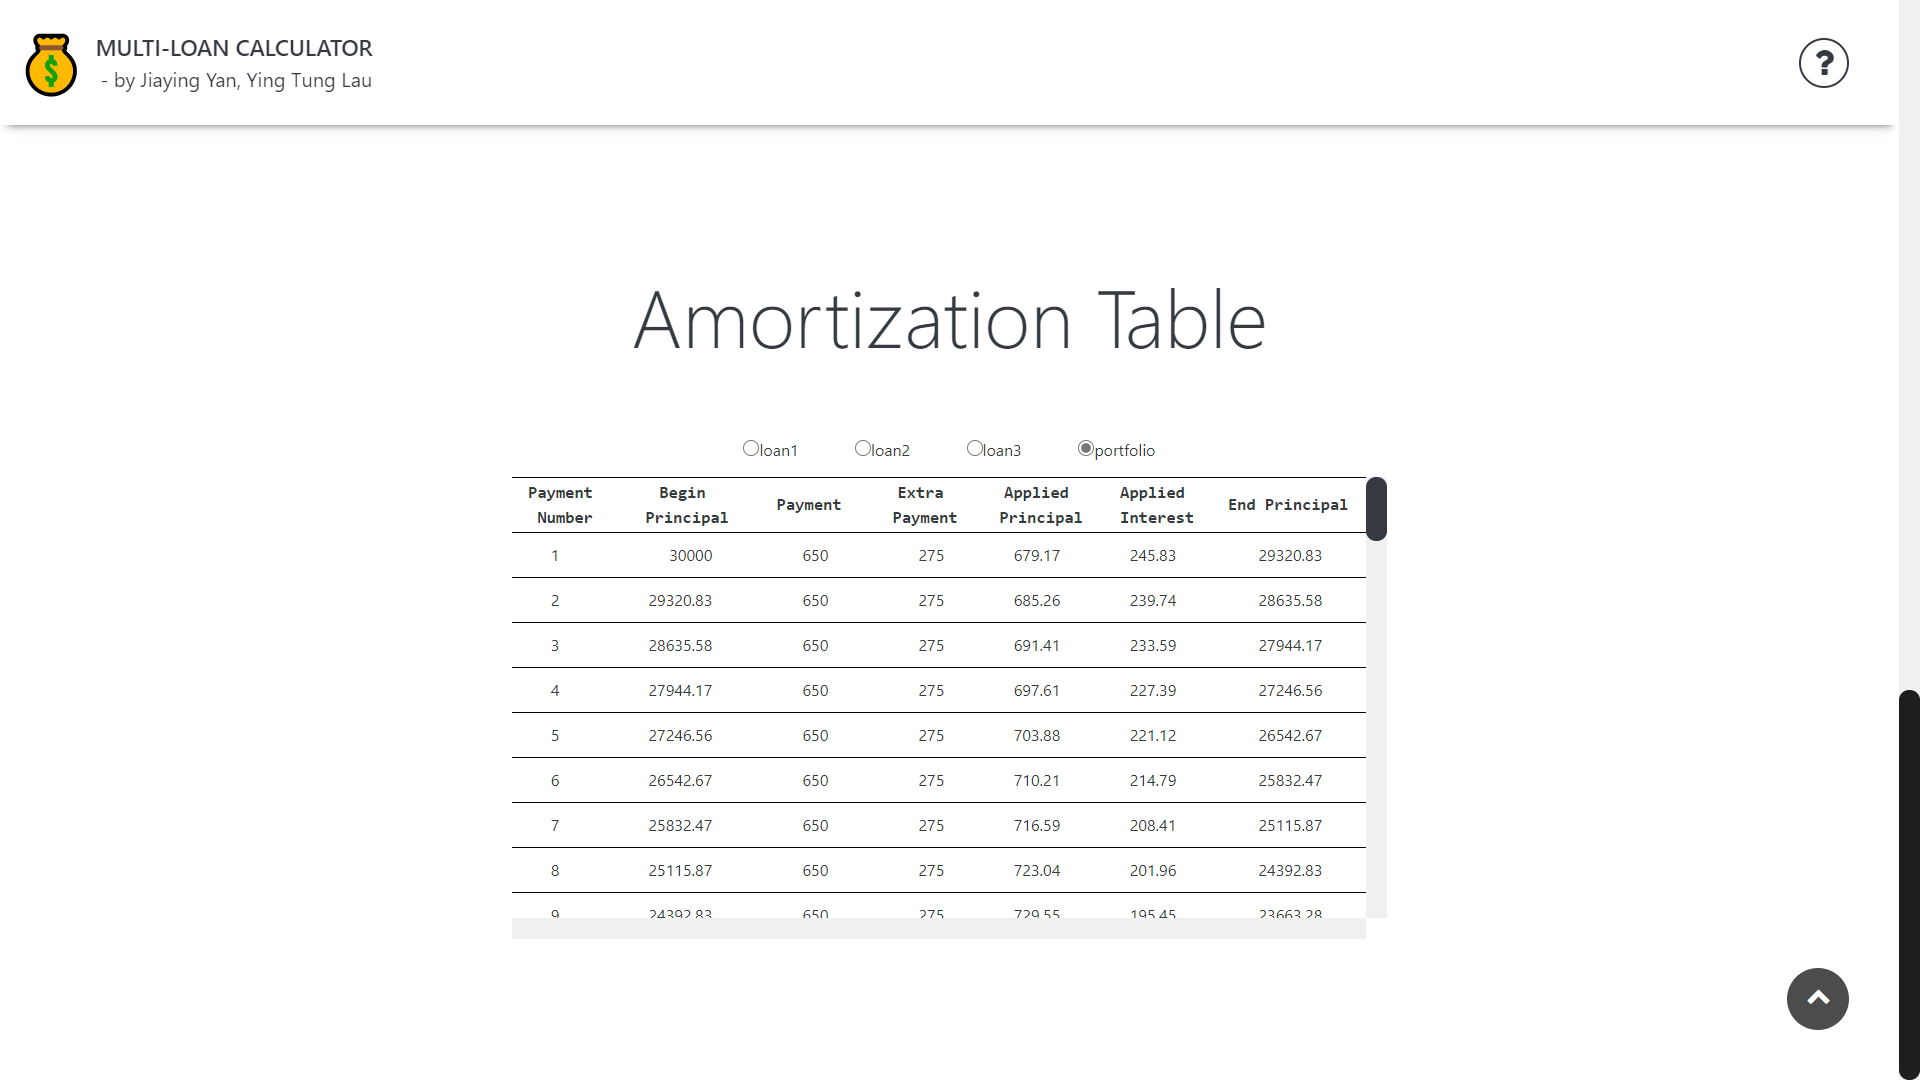 MULTI-LOAN CALCULATOR
- by Jiaying Yan, Ying Tung Lau
?
Amortization Table
loan1 loan2 loan3 portfolio
Payment Number Begin Principal Payment Extra Payment Applied Principal Applied Interest End Principal
1 30000 650 275 679.17 245.83 29320.83
2 29320.83 650 275 685.26 239.74 28635.58
3 28635.58 650 275 691.41 233.59 27944.17
4 27944.17 650 275 697.61 227.39 27246.56
5 27246.56 650 275 703.88 221.12 26542.67
6 26542.67 650 275 710.21 214.79 25832.47
7 25832.47 650 275 716.59 208.41 25115.87
8 25115.87 650 275 723.04 201.96 24392.83
9 24392.83 650 275 729.55 195.45 23663.28